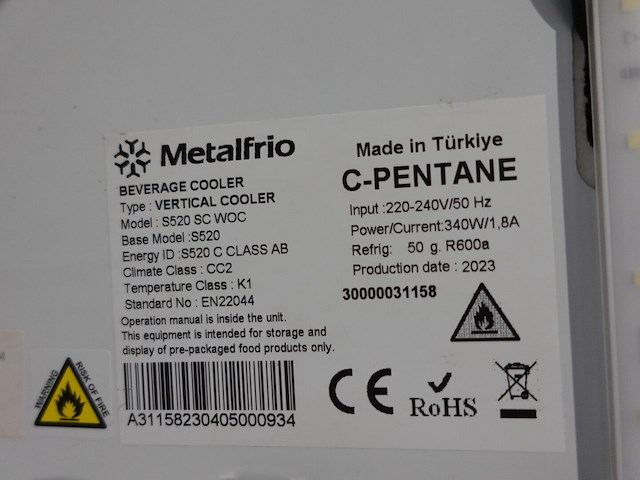 Metalfrio
BEVERAGE COOLER
Type : VERTICAL COOLER
Model : S520 SC WOC
Base Model :S520
Energy ID :S520 C CLASS AB
Climate Class : CC2
Temperature Class : K1
Standard No : EN22044
Operation manual is inside the unit.
This equipment is intended for storage and
display of pre-packaged food products only.
A31158230405000934
Made in Türkiye
C-PENTANE
Input :220-240V/50 Hz
Power/Current:340W/1,8A
Refrig: 50 g. R600a
Production date : 2023
30000031158
CE
RoHS
WARNING
RISK OF FIRE